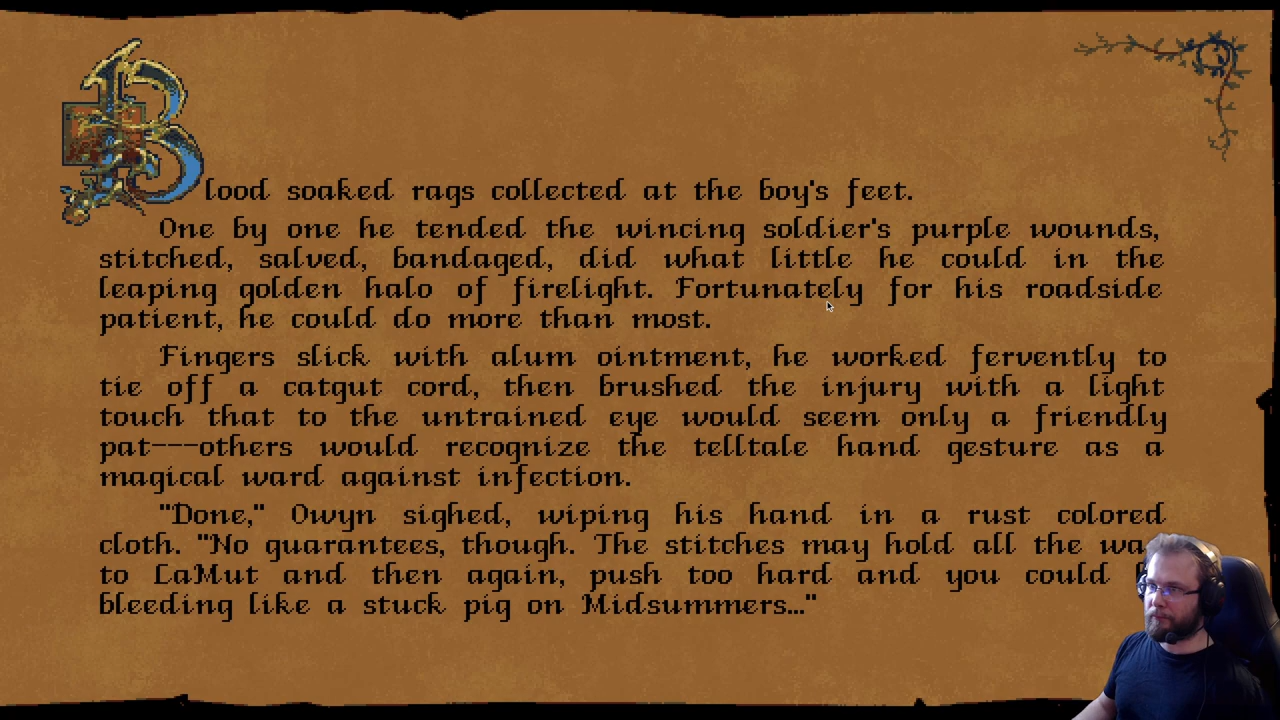 Blood soaked rags collected at the boy's feet.
One by one he tended the wincing soldier's purple wounds,
stitched, salved, bandaged, did what little he could in the
leaping golden halo of firelight. Fortunately for his roadside
patient, he could do more than most.
Fingers slick with alum ointment, he worked fervently to
tie off a catgut cord, then brushed the injury with a light
touch that to the untrained eye would seem only a friendly
pat---others would recognize the telltale hand gesture as a
magical ward against infection.
"Done," Owyn sighed, wiping his hand in a rust colored
cloth. "No guarantees, though. The stitches may hold all the
to LaMut and then again, push too hard and you could
bleeding like a stuck pig on Midsummers..."